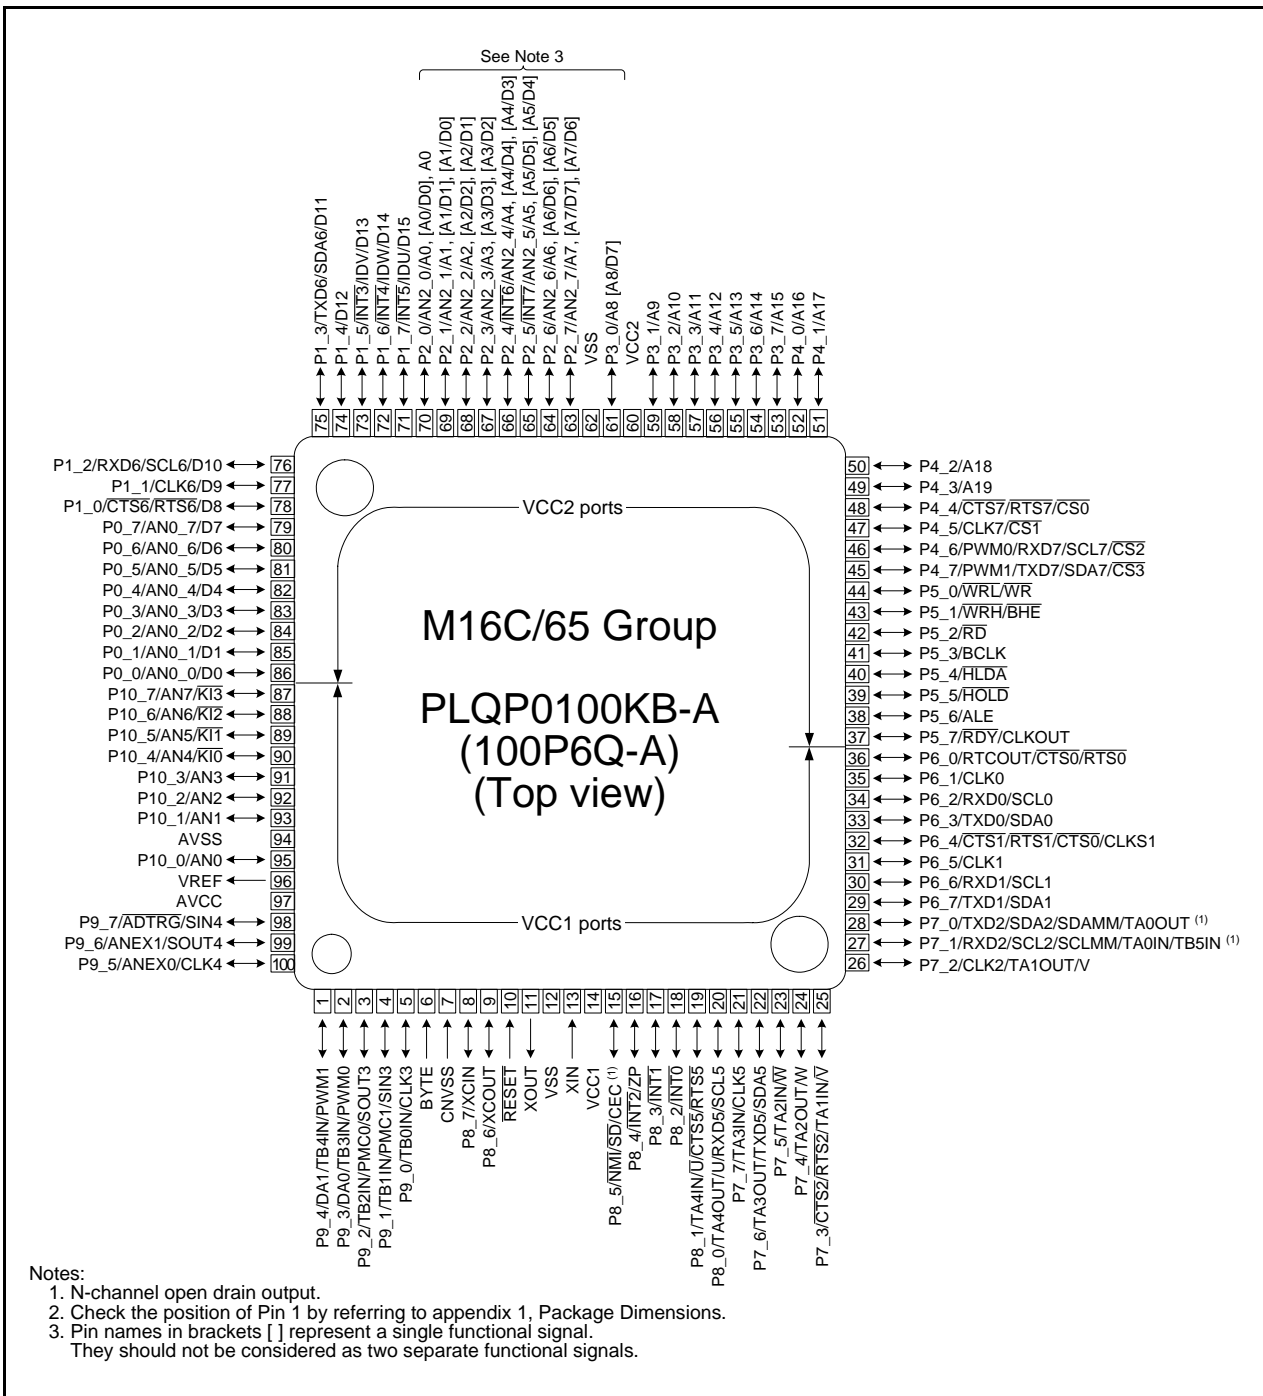 See Note 3
P1_3/TXD6/SDA6/D11
P1_4/D12
P1_5/INT3/IDV/D13
P1_6/INT4/IDW/D14
P1_7/INT5/IDU/D15
P2_0/AN2_0/A0, [A0/D0], A0
P2_1/AN2_1/A1, [A1/D1], [A1/D0]
P2_2/AN2_2/A2, [A2/D2], [A2/D1]
P2_3/AN2_3/A3, [A3/D3], [A3/D2]
P2_4/INT6/AN2_4/A4, [A4/D4], [A4/D3]
P2_5/INT7/AN2_5/A5, [A5/D5], [A5/D4]
P2_6/AN2_6/A6, [A6/D6], [A6/D5]
P2_7/AN2_7/A7, [A7/D7], [A7/D6]
VSS
P3_0/A8 [A8/D7]
VCC2
P3_1/A9
P3_2/A10
P3_3/A11
P3_4/A12
P3_5/A13
P3_6/A14
P3_7/A15
P4_0/A16
P4_1/A17
75 74 73 72 71 70 69 68 67 66 65 64 63 62 61 60 59 58 57 56 55 54 53 52 51
P1_2/RXD6/SCL6/D10 76
P1_1/CLK6/D9 77
P1_0/CTS6/RTS6/D8 78
P0_7/AN0_7/D7 79
P0_6/AN0_6/D6 80
P0_5/AN0_5/D5 81
P0_4/AN0_4/D4 82
P0_3/AN0_3/D3 83
P0_2/AN0_2/D2 84
P0_1/AN0_1/D1 85
P0_0/AN0_0/D0 86
P10_7/AN7/KI3 87
P10_6/AN6/KI2 88
P10_5/AN5/KI1 89
P10_4/AN4/KI0 90
P10_3/AN3 91
P10_2/AN2 92
P10_1/AN1 93
AVSS 94
P10_0/AN0 95
VREF 96
AVCC 97
P9_7/ADTRG/SIN4 98
P9_6/ANEX1/SOUT4 99
P9_5/ANEX0/CLK4 100
VCC2 ports
M16C/65 Group
PLQP0100KB-A
(100P6Q-A)
(Top view)
VCC1 ports
50 P4_2/A18
49 P4_3/A19
48 P4_4/CTS7/RTS7/CS0
47 P4_5/CLK7/CS1
46 P4_6/PWM0/RXD7/SCL7/CS2
45 P4_7/PWM1/TXD7/SDA7/CS3
44 P5_0/WRL/WR
43 P5_1/WRH/BHE
42 P5_2/RD
41 P5_3/BCLK
40 P5_4/HLDA
39 P5_5/HOLD
38 P5_6/ALE
37 P5_7/RDY/CLKOUT
36 P6_0/RTCOUT/CTS0/RTS0
35 P6_1/CLK0
34 P6_2/RXD0/SCL0
33 P6_3/TXD0/SDA0
32 P6_4/CTS1/RTS1/CTS0/CLKS1
31 P6_5/CLK1
30 P6_6/RXD1/SCL1
29 P6_7/TXD1/SDA1
28 P7_0/TXD2/SDA2/SDAMM/TA0OUT (1)
27 P7_1/RXD2/SCL2/SCLMM/TA0IN/TB5IN (1)
26 P7_2/CLK2/TA1OUT/V
1 2 3 4 5 6 7 8 9 10 11 12 13 14 15 16 17 18 19 20 21 22 23 24 25
P9_4/DA1/TB4IN/PWM1
P9_3/DA0/TB3IN/PWM0
P9_2/TB2IN/PMC0/SOUT3
P9_1/TB1IN/PMC1/SIN3
P9_0/TB0IN/CLK3
BYTE
CNVSS
P8_7/XCIN
P8_6/XCOUT
RESET
XOUT
VSS
XIN
VCC1
P8_5/NMI/SD/CEC (1)
P8_4/INT2/ZP
P8_3/INT1
P8_2/INT0
P8_1/TA4IN/U/CTS5/RTS5
P8_0/TA4OUT/U/RXD5/SCL5
P7_7/TA3IN/CLK5
P7_6/TA3OUT/TXD5/SDA5
P7_5/TA2IN/W
P7_4/TA2OUT/W
P7_3/CTS2/RTS2/TA1IN/V
Notes:
1. N-channel open drain output.
2. Check the position of Pin 1 by referring to appendix 1, Package Dimensions.
3. Pin names in brackets [ ] represent a single functional signal.
They should not be considered as two separate functional signals.